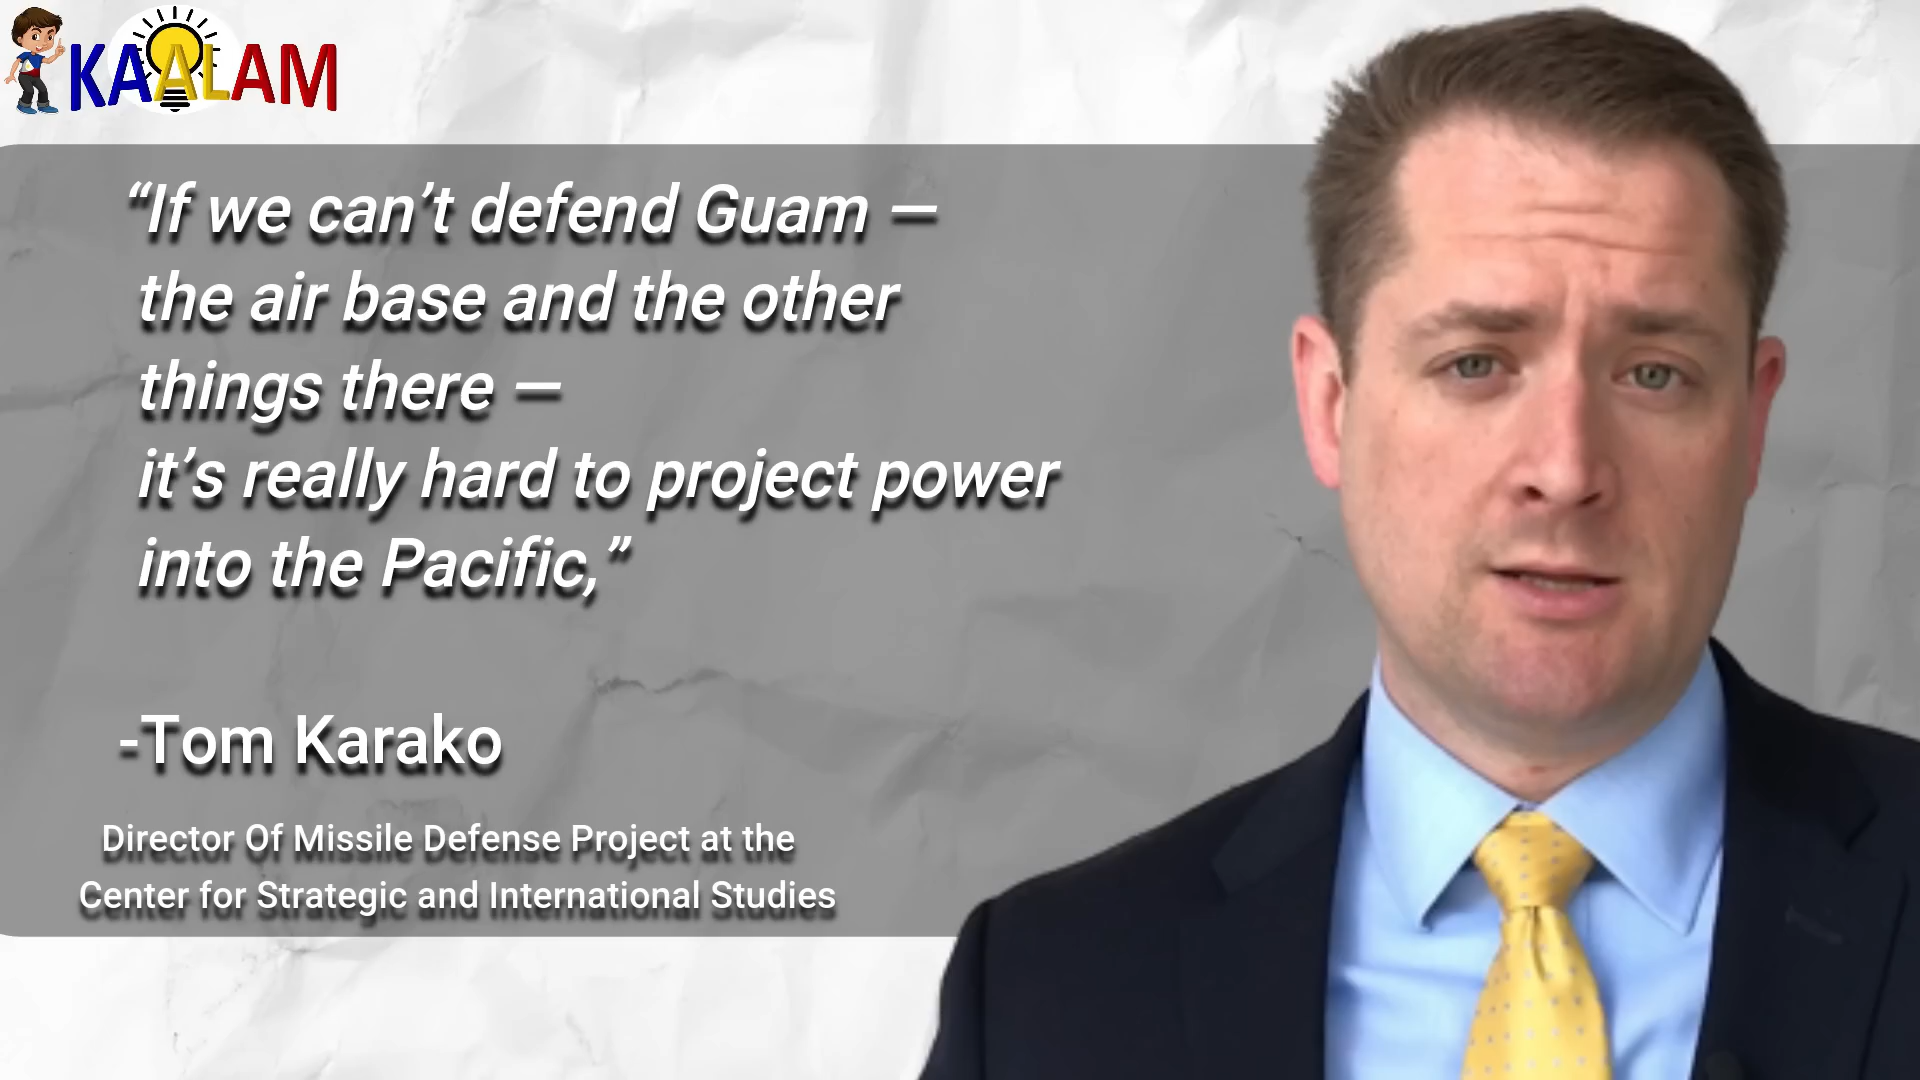 KAALAM
“If we can’t defend Guam —
the air base and the other
things there —
it’s really hard to project power
into the Pacific,”
-Tom Karako
Director Of Missile Defense Project at the
Center for Strategic and International Studies